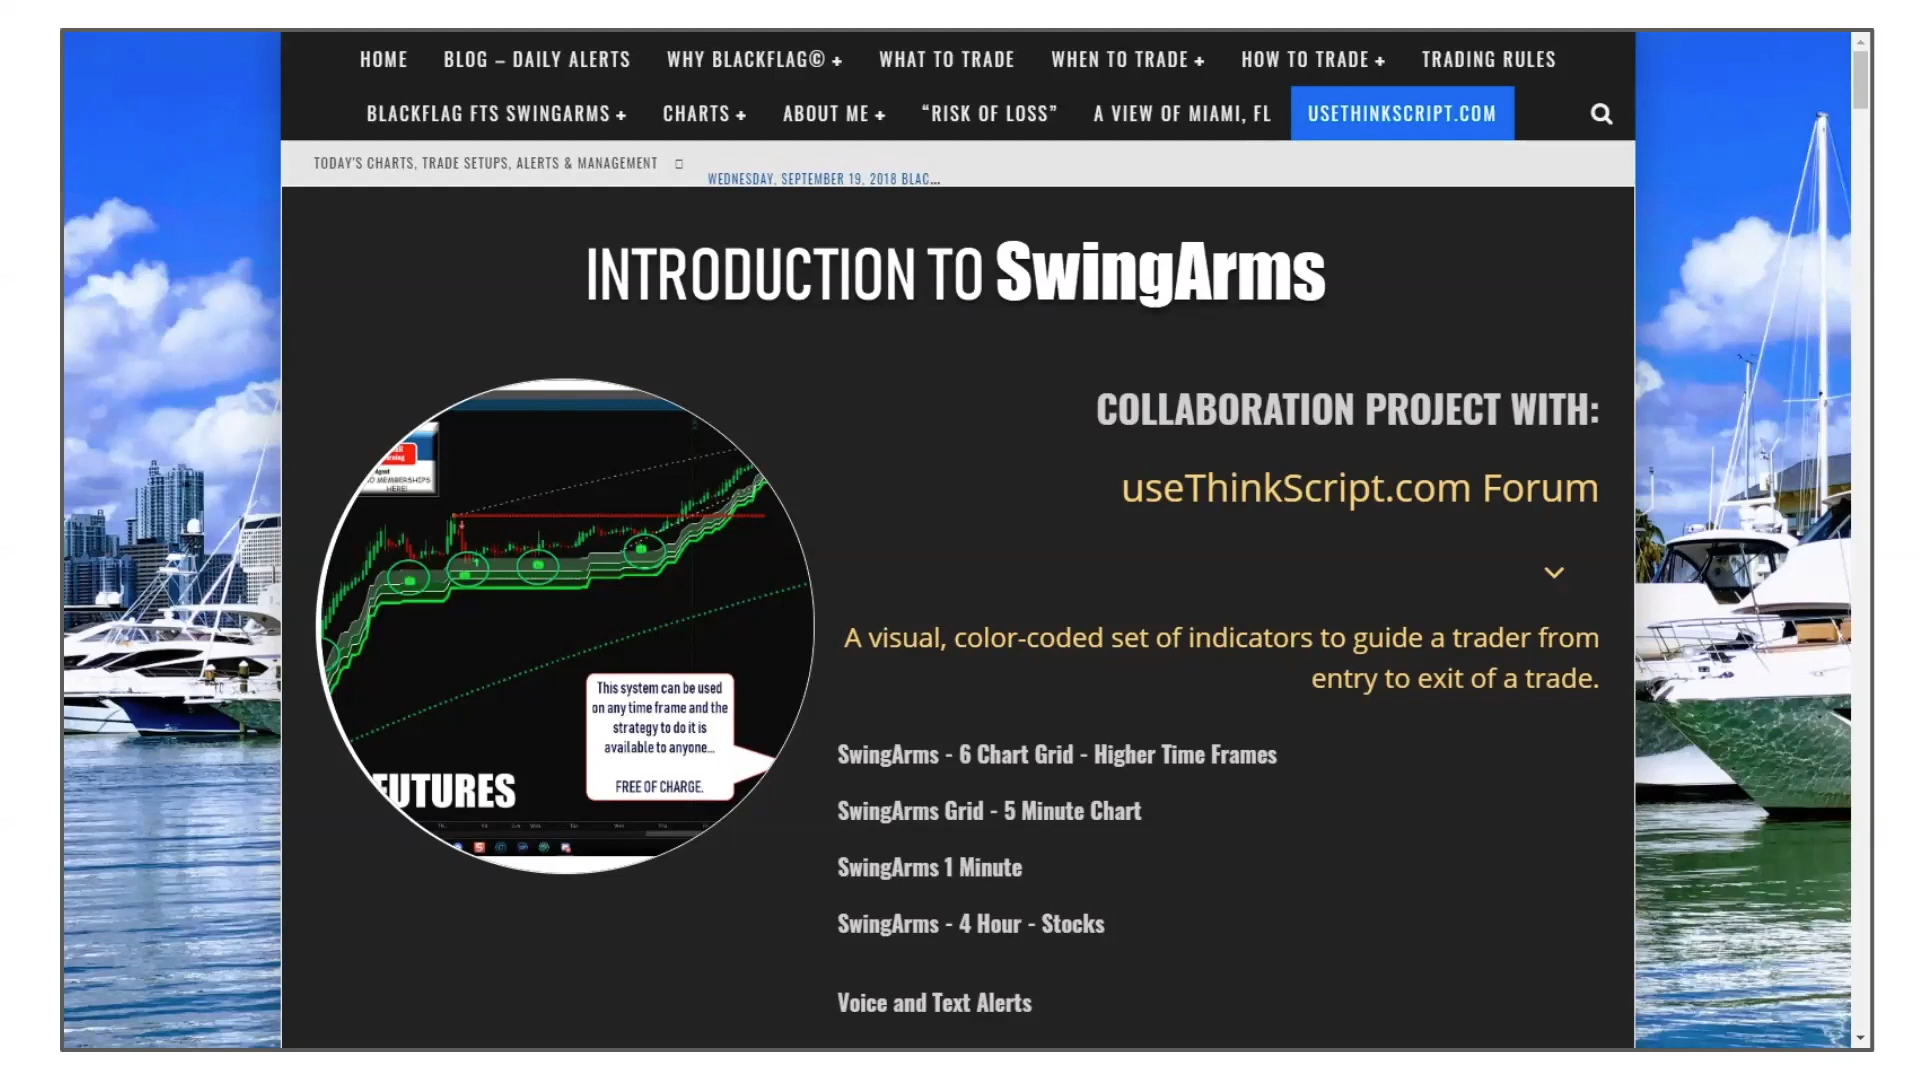 HOME BLOG – DAILY ALERTS WHY BLACKFLAG© + WHAT TO TRADE WHEN TO TRADE + HOW TO TRADE + TRADING RULES
BLACKFLAG FTS SWINGARMS + CHARTS + ABOUT ME + “RISK OF LOSS” A VIEW OF MIAMI, FL USETHINKSCRIPT.COM
TODAY'S CHARTS, TRADE SETUPS, ALERTS & MANAGEMENT
WEDNESDAY, SEPTEMBER 19, 2018 BLAC...
INTRODUCTION TO SwingArms
COLLABORATION PROJECT WITH:
useThinkScript.com Forum
A visual, color-coded set of indicators to guide a trader from
entry to exit of a trade.
SwingArms - 6 Chart Grid - Higher Time Frames
SwingArms Grid - 5 Minute Chart
SwingArms 1 Minute
SwingArms - 4 Hour - Stocks
Voice and Text Alerts
MEMBERSHIPS
HERE!
This system can be used
on any time frame and the
strategy to do it is
available to anyone...
FREE OF CHARGE.
FUTURES